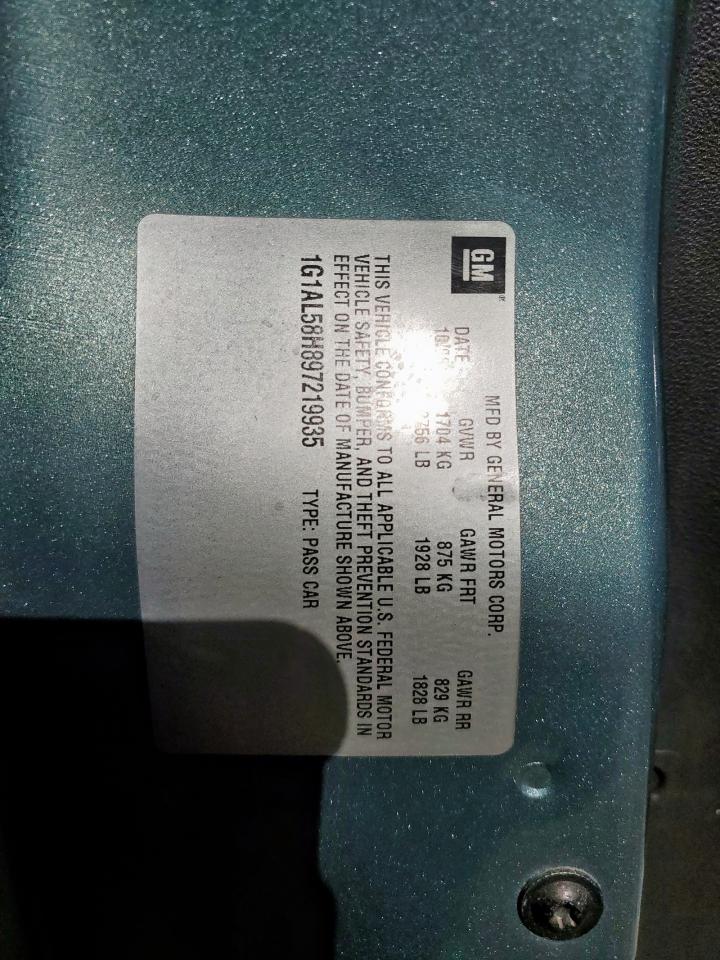 GM
MFD BY GENERAL MOTORS CORP.
DATE GVWR GAWR FRT GAWR RR
1704 KG 875 KG 829 KG
1928 LB 1828 LB
THIS VEHICLE CONFORMS TO ALL APPLICABLE U.S. FEDERAL MOTOR
VEHICLE SAFETY, BUMPER, AND THEFT PREVENTION STANDARDS IN
EFFECT ON THE DATE OF MANUFACTURE SHOWN ABOVE.
1G1AL58H897219935 TYPE: PASS CAR